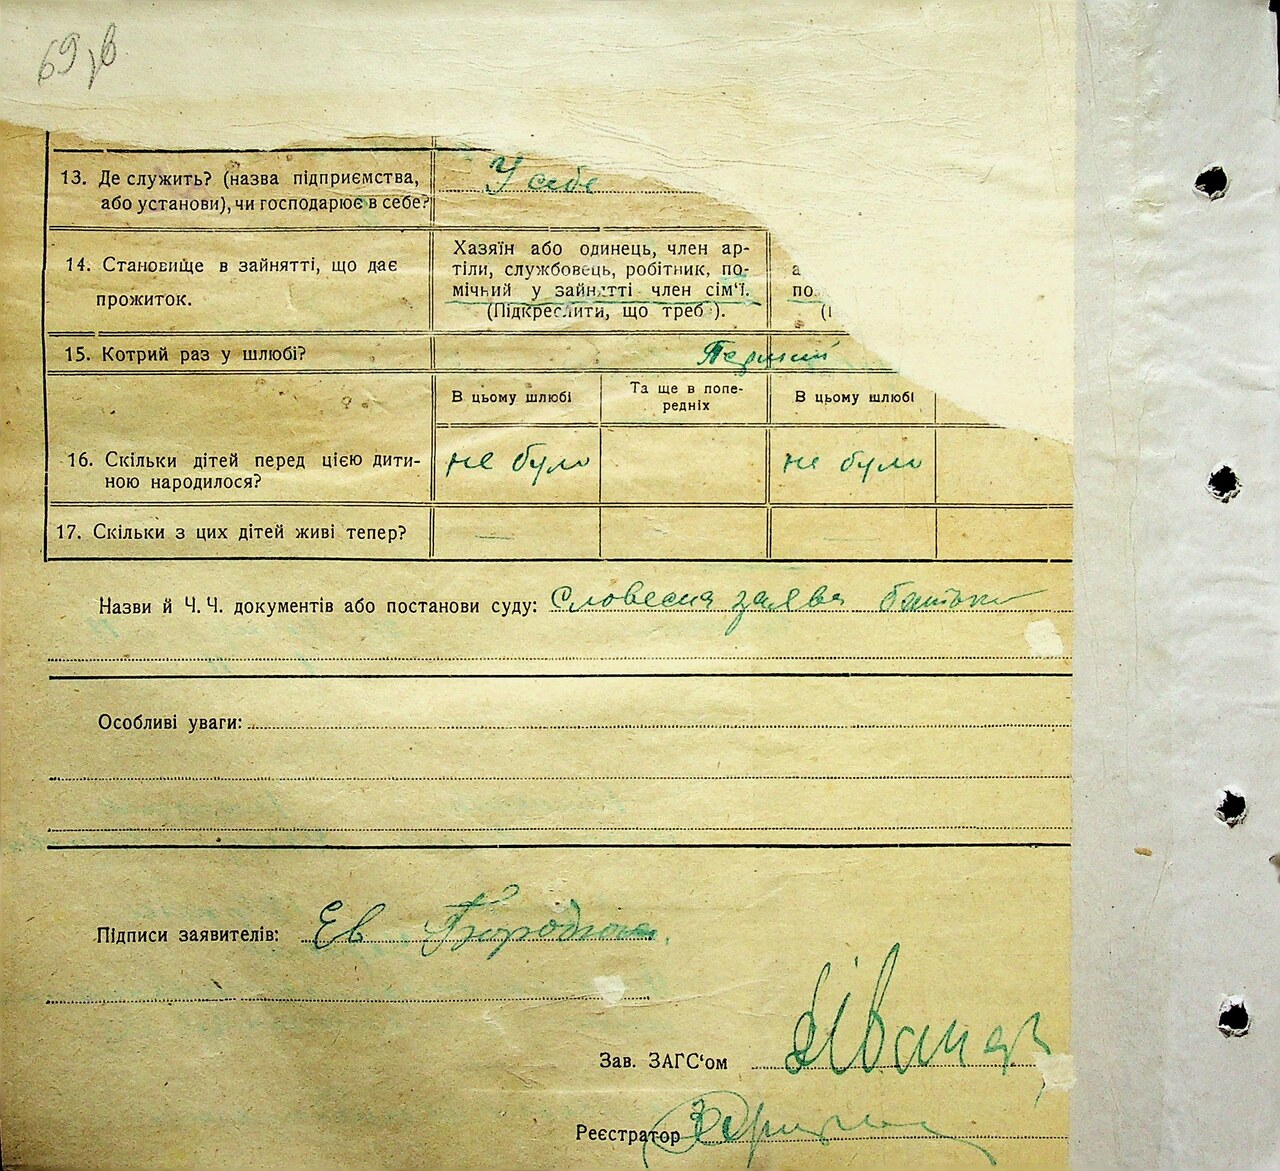 69 зв
13. Де служить? (назва підприємства, У себе
або установи), чи господарює в себе?
14. Становище в зайнятті, що дає прожиток.
Хазяїн або одинець, член ар-
тіли, службовець, робітник, по-
мічний у зайнятті член сім'ї.
(Підкреслити, що треб ).
а
по
(
15. Котрий раз у шлюбі? Перший
В цьому шлюбі
Та ще в попе-
редніх
В цьому шлюбі
16. Скільки дітей перед цією дити-
ною народилося?
не було
не було
17. Скільки з цих дітей живі тепер? — —
Назви й Ч. Ч. документів або постанови суду: Словесна заява батька
Особливі уваги:
Підписи заявителів: Ев
Зав. ЗАГС'ом
Реєстратор